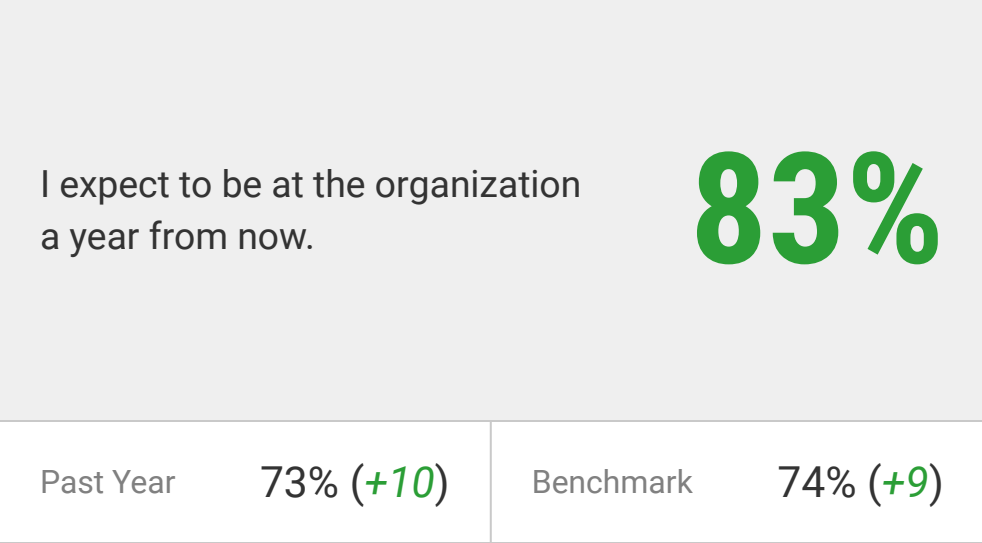 I expect to be at the organization
a year from now.
83%
Past Year 73% (+10)
Benchmark 74% (+9)